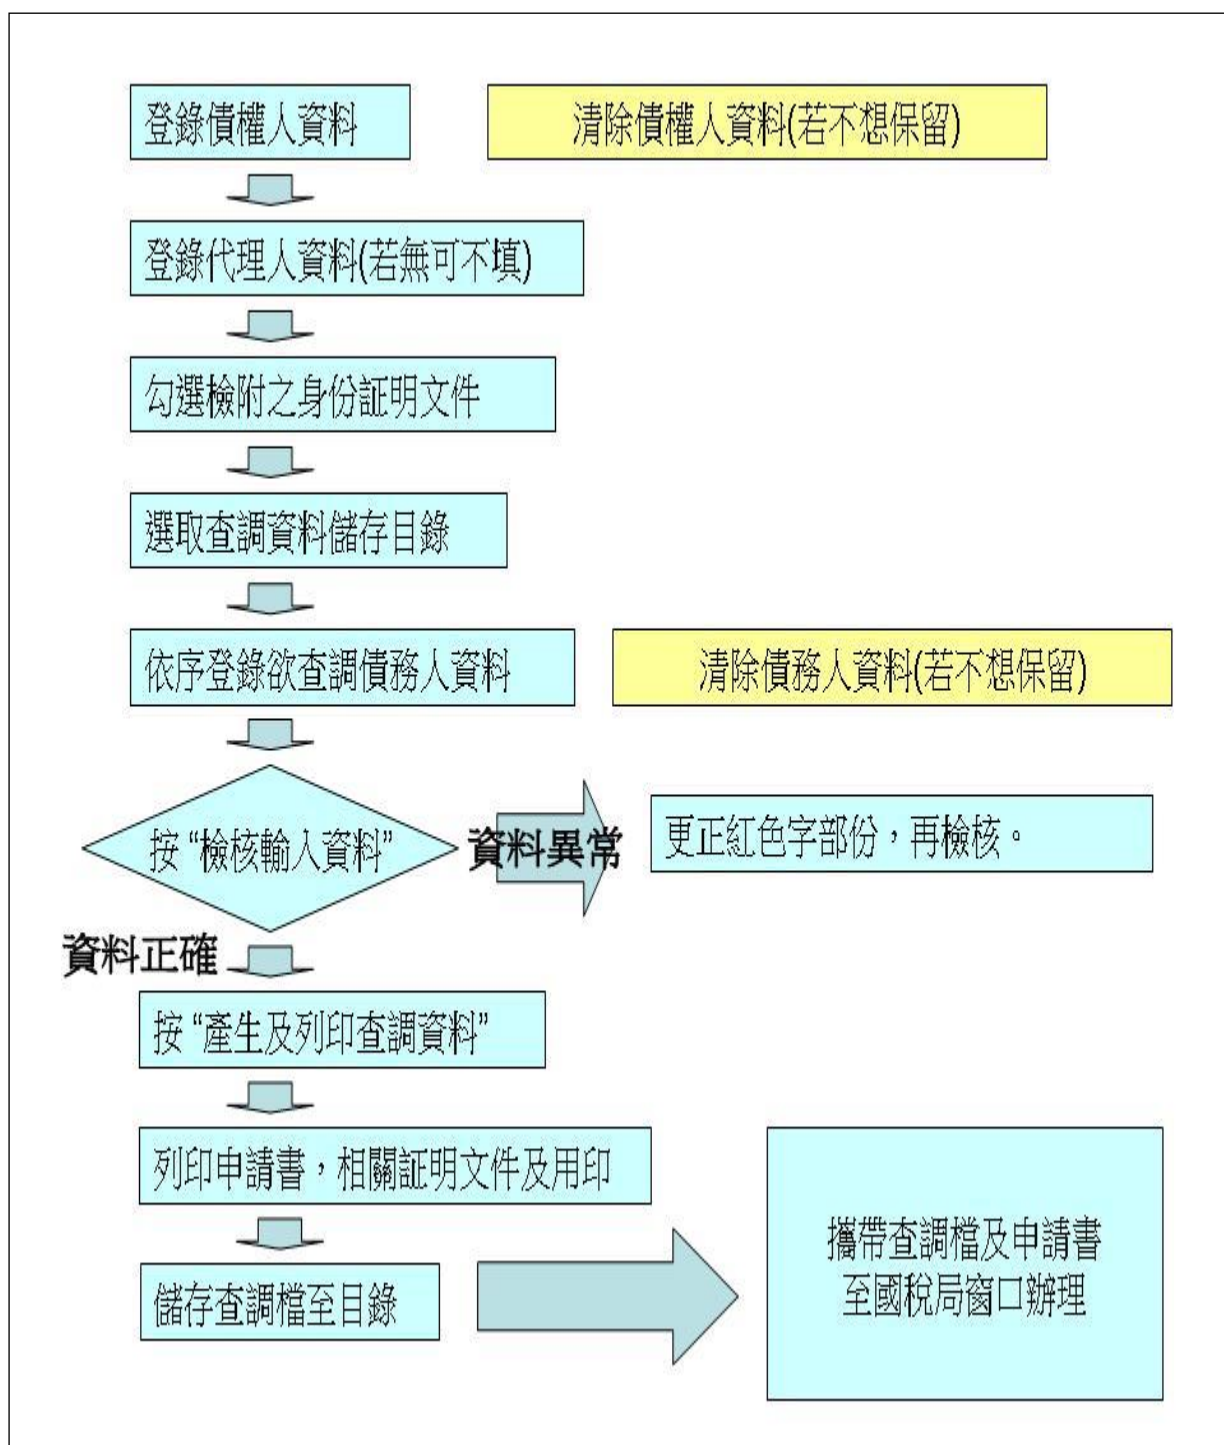 登錄債權人資料
清除債權人資料(若不想保留)
登錄代理人資料(若無可不填)
勾選檢附之身份証明文件
選取查調資料儲存目錄
依序登錄欲查調債務人資料
清除債務人資料(若不想保留)
按“檢核輸入資料”
資料異常
更正紅色字部份，再檢核。
資料正確
按“產生及列印查調資料”
列印申請書，相關証明文件及用印
儲存查調檔至目錄
攜帶查調檔及申請書
至國稅局窗口辦理